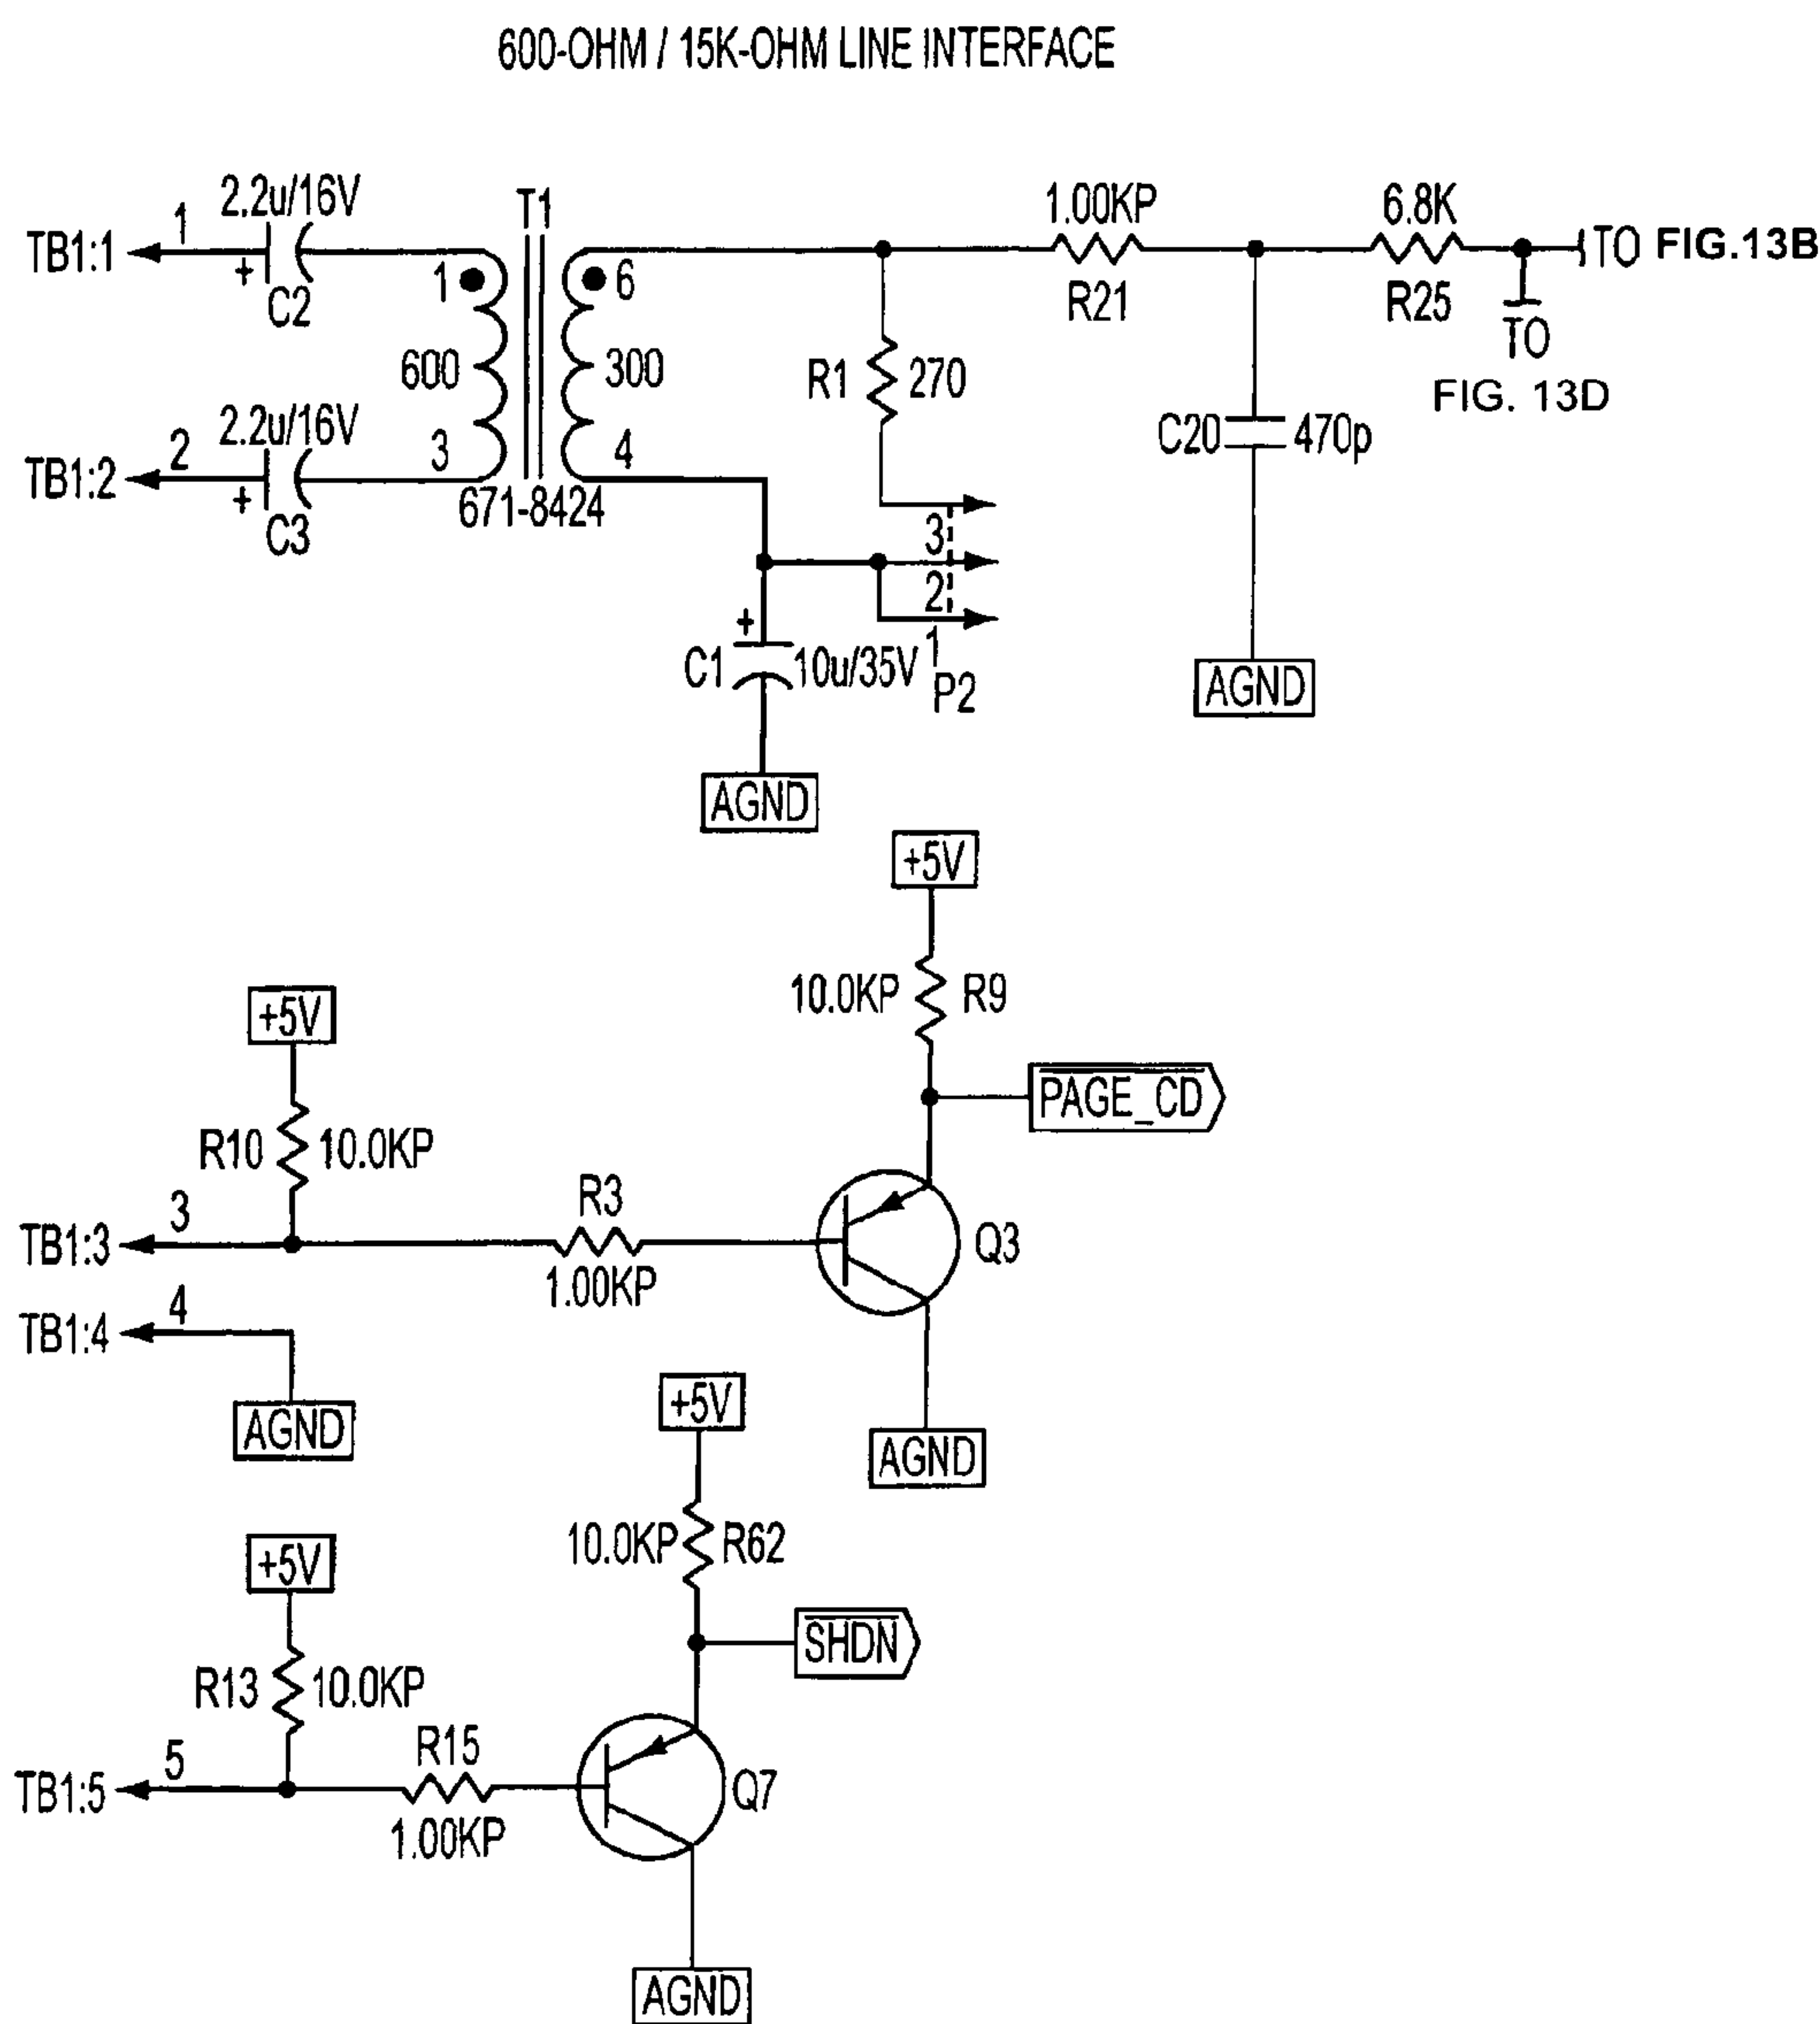 600-OHM / 15K-OHM LINE INTERFACE
2.2u/16V
T1
1.00KP
6.8K
TB1:1
1
+
C2
1
6
R21
R25
TO FIG.13B
TO
FIG. 13D
600
300
R1
270
2.2u/16V
TB1:2
2
+
C3
3
4
671-8424
C20
470p
3
2
1
P2
+
C1
10u/35V
AGND
AGND
+5V
10.0KP
R9
+5V
PAGE_CD
R10
10.0KP
TB1:3
3
R3
1.00KP
Q3
TB1:4
4
AGND
+5V
AGND
10.0KP
R62
+5V
SHDN
R13
10.0KP
TB1:5
5
R15
1.00KP
Q7
AGND